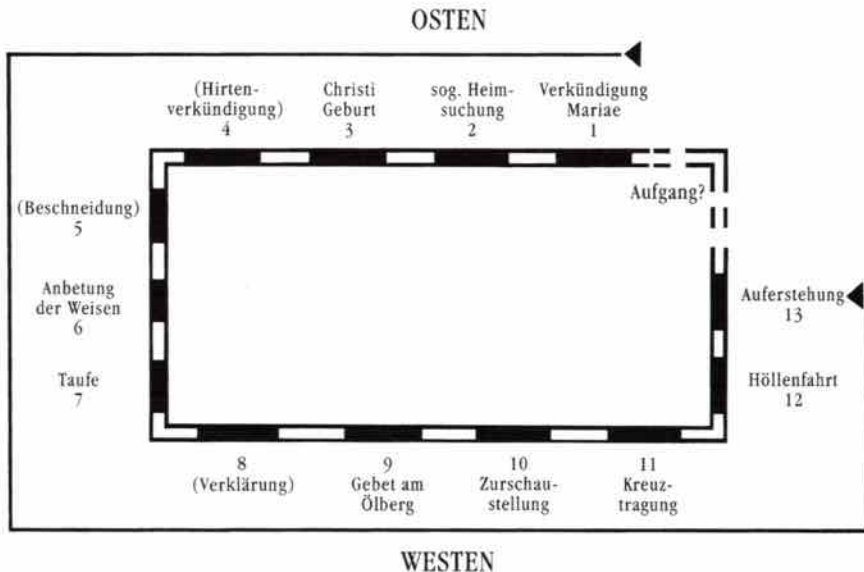 OSTEN
(Hirten-
verkündigung)
4
Christi
Geburt
3
sog. Heim-
suchung
2
Verkündigung
Mariae
1
Aufgang?
(Beschneidung)
5
Anbetung
der Weisen
6
Taufe
7
Auferstehung
13
Höllenfahrt
12
8
(Verklärung)
9
Gebet am
Ölberg
10
Zurschau-
stellung
11
Kreuz-
tragung
WESTEN